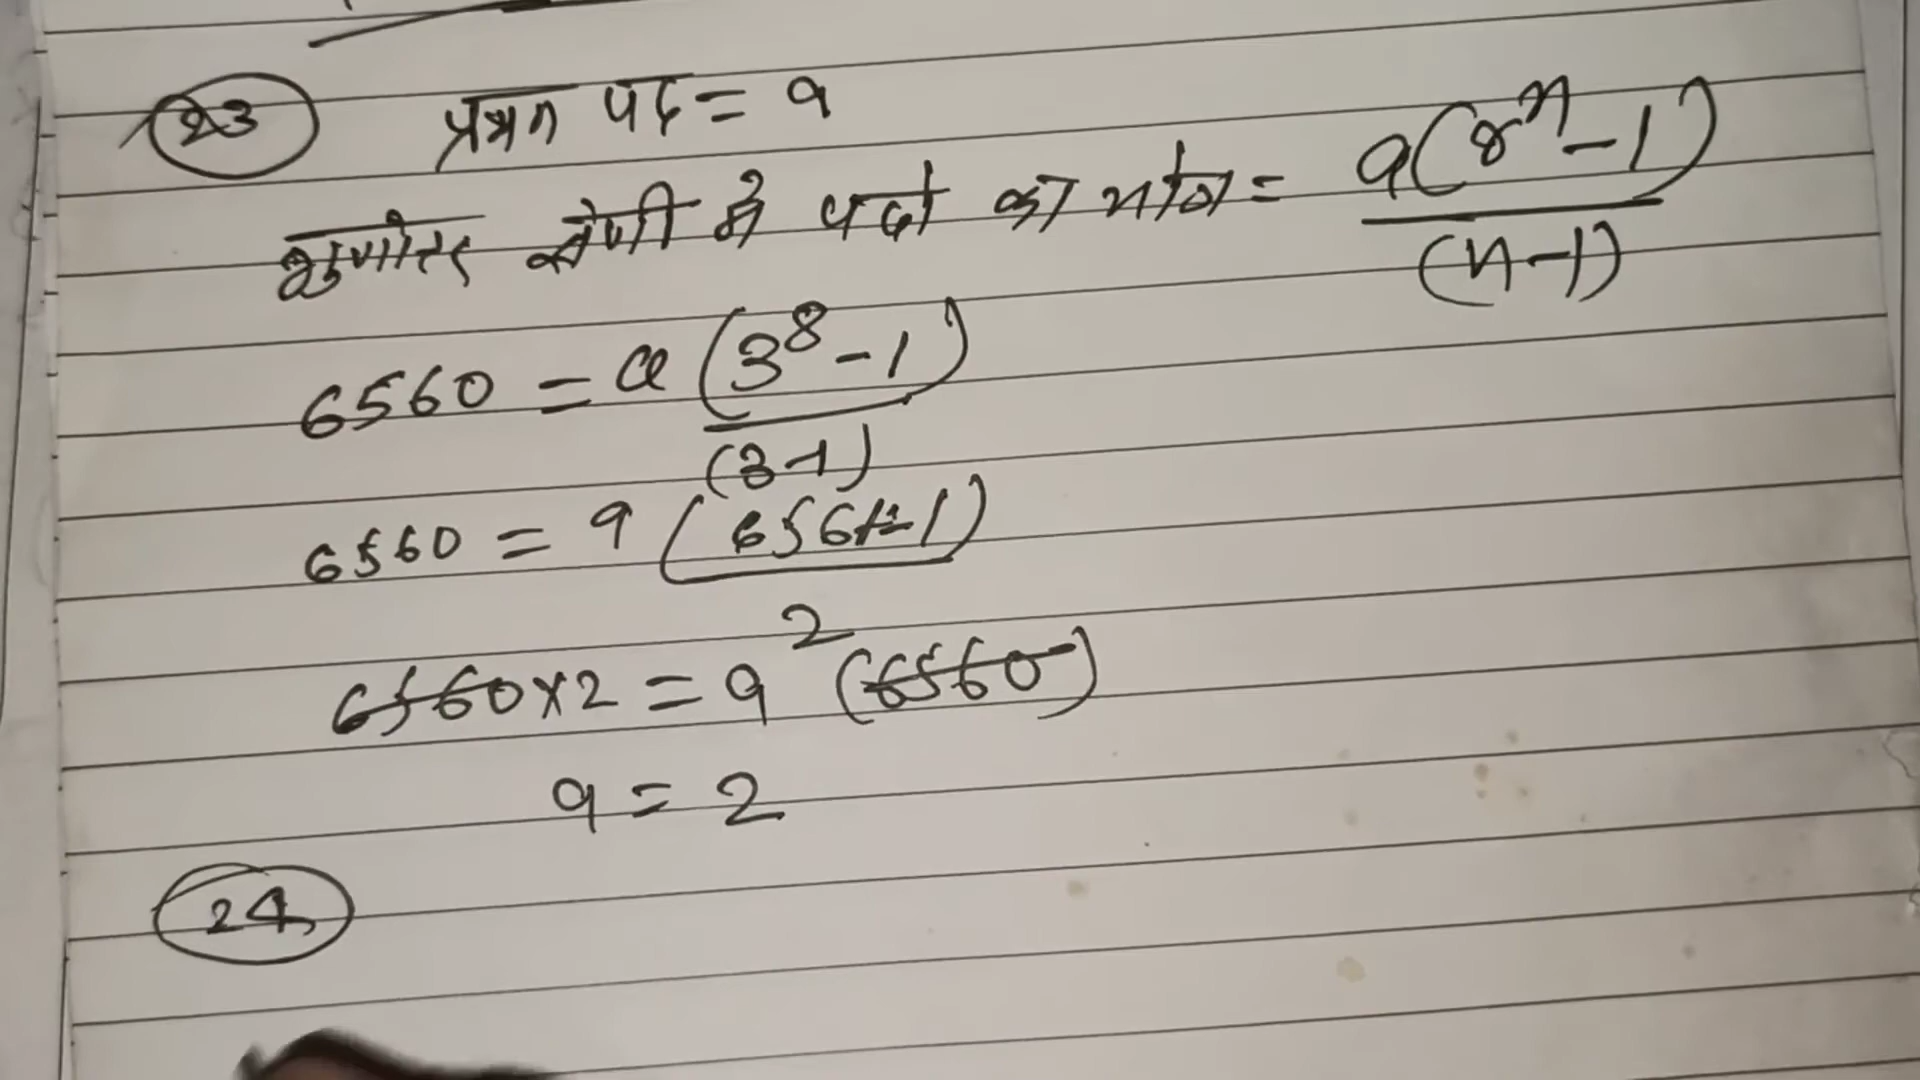 23 प्रथम पद = a
गुणोत्तर श्रेणी में पदों का योग = a(r^n - 1) / (n-1)
6560 = a (3^8 - 1) / (3-1)
6560 = a (6561-1) / 2
6560 × 2 = a (6560)
a = 2
24